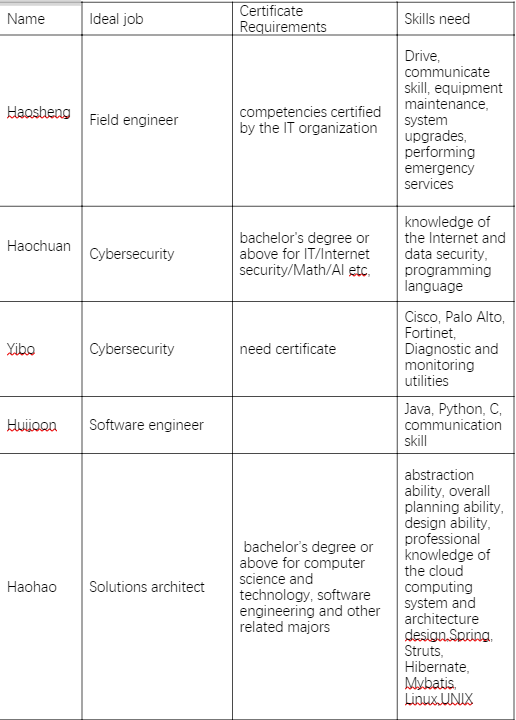 Name
Ideal job
Certificate
Requirements
Skills need
Haosheng
Field engineer
competencies certified
by the IT organization
Drive,
communicate
skill, equipment
maintenance,
system
upgrades,
performing
emergency
services
Haochuan
Cybersecurity
bachelor's degree or
above for IT/Internet
security/Math/AI etc.
knowledge of
the Internet and
data security,
programming
language
Yibo
Cybersecurity
need certificate
Cisco, Palo Alto,
Fortinet,
Diagnostic and
monitoring
utilities
Huijoon
Software engineer
Java, Python, C,
communication
skill
Haohao
Solutions architect
bachelor's degree or
above for computer
science and
technology, software
engineering and other
related majors
abstraction
ability, overall
planning ability,
design ability,
professional
knowledge of
the cloud
computing
system and
architecture
design.Spring,
Struts,
Hibernate,
Mybatis,
Linux.UNIX